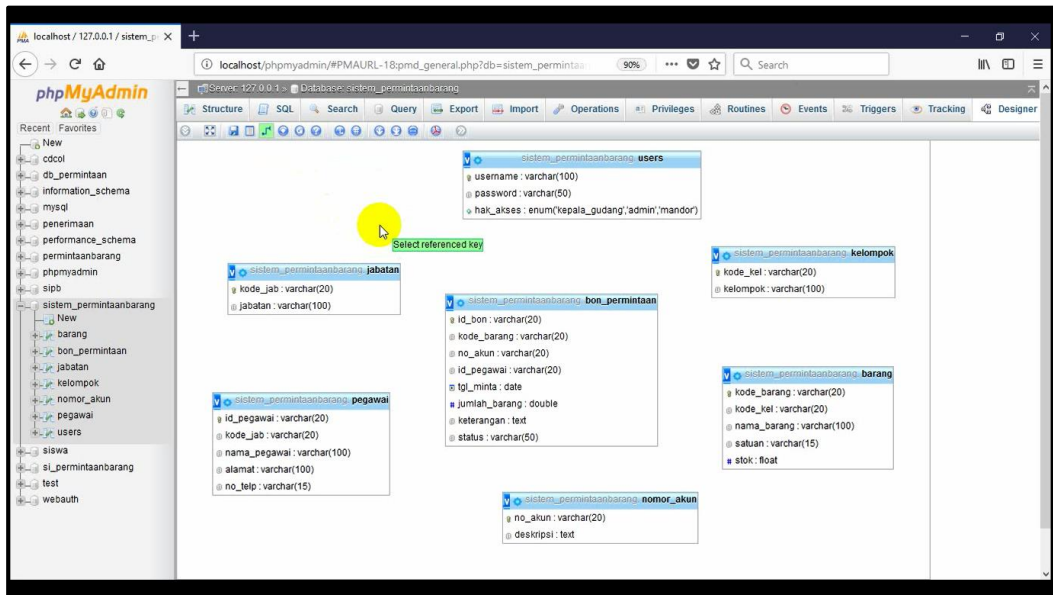 localhost / 127.0.0.1 / sistem_p
localhost/phpmyadmin/#PMAURL-18:pmd_general.php?db=sistem_permintaa
90%
Search
phpMyAdmin
Recent Favorites
New
cdcol
db_permintaan
information_schema
mysql
penerimaan
performance_schema
permintaanbarang
phpmyadmin
sipb
sistem_permintaanbarang
New
barang
bon_permintaan
jabatan
kelompok
nomor_akun
pegawai
users
siswa
si_permintaanbarang
test
webauth
Server: 127.0.0.1 » Database: sistem_permintaanbarang
Structure SQL Search Query Export Import Operations Privileges Routines Events Triggers Tracking Designer
sistem_permintaanbarang users
username : varchar(100)
password : varchar(50)
hak_akses : enum('kepala_gudang','admin','mandor')
Select referenced key
sistem_permintaanbarang jabatan
kode_jab : varchar(20)
jabatan : varchar(100)
sistem_permintaanbarang kelompok
kode_kel : varchar(20)
kelompok : varchar(100)
sistem_permintaanbarang bon_permintaan
id_bon : varchar(20)
kode_barang : varchar(20)
no_akun : varchar(20)
id_pegawai : varchar(20)
tgl_minta : date
jumlah_barang : double
keterangan : text
status : varchar(50)
sistem_permintaanbarang barang
kode_barang : varchar(20)
kode_kel : varchar(20)
nama_barang : varchar(100)
satuan : varchar(15)
stok : float
sistem_permintaanbarang pegawai
id_pegawai : varchar(20)
kode_jab : varchar(20)
nama_pegawai : varchar(100)
alamat : varchar(100)
no_telp : varchar(15)
sistem_permintaanbarang nomor_akun
no_akun : varchar(20)
deskripsi : text